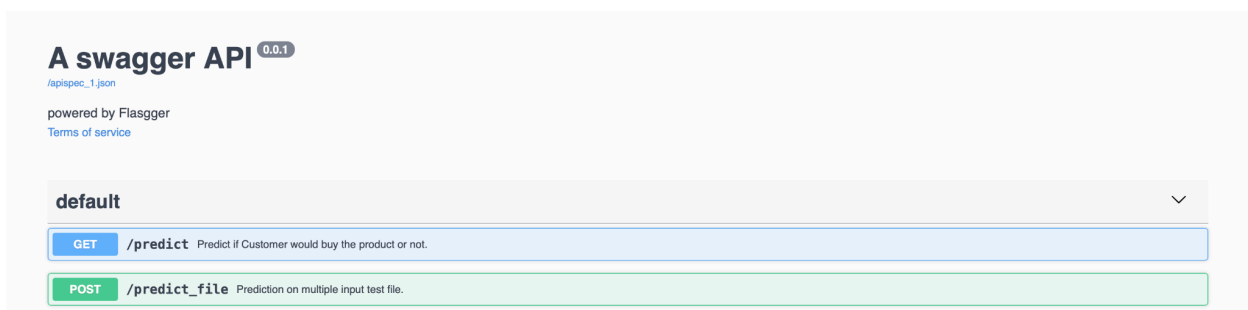 A swagger API 0.0.1
/apispec_1.json
powered by Flasgger
Terms of service
default
GET /predict Predict if Customer would buy the product or not.
POST /predict_file Prediction on multiple input test file.